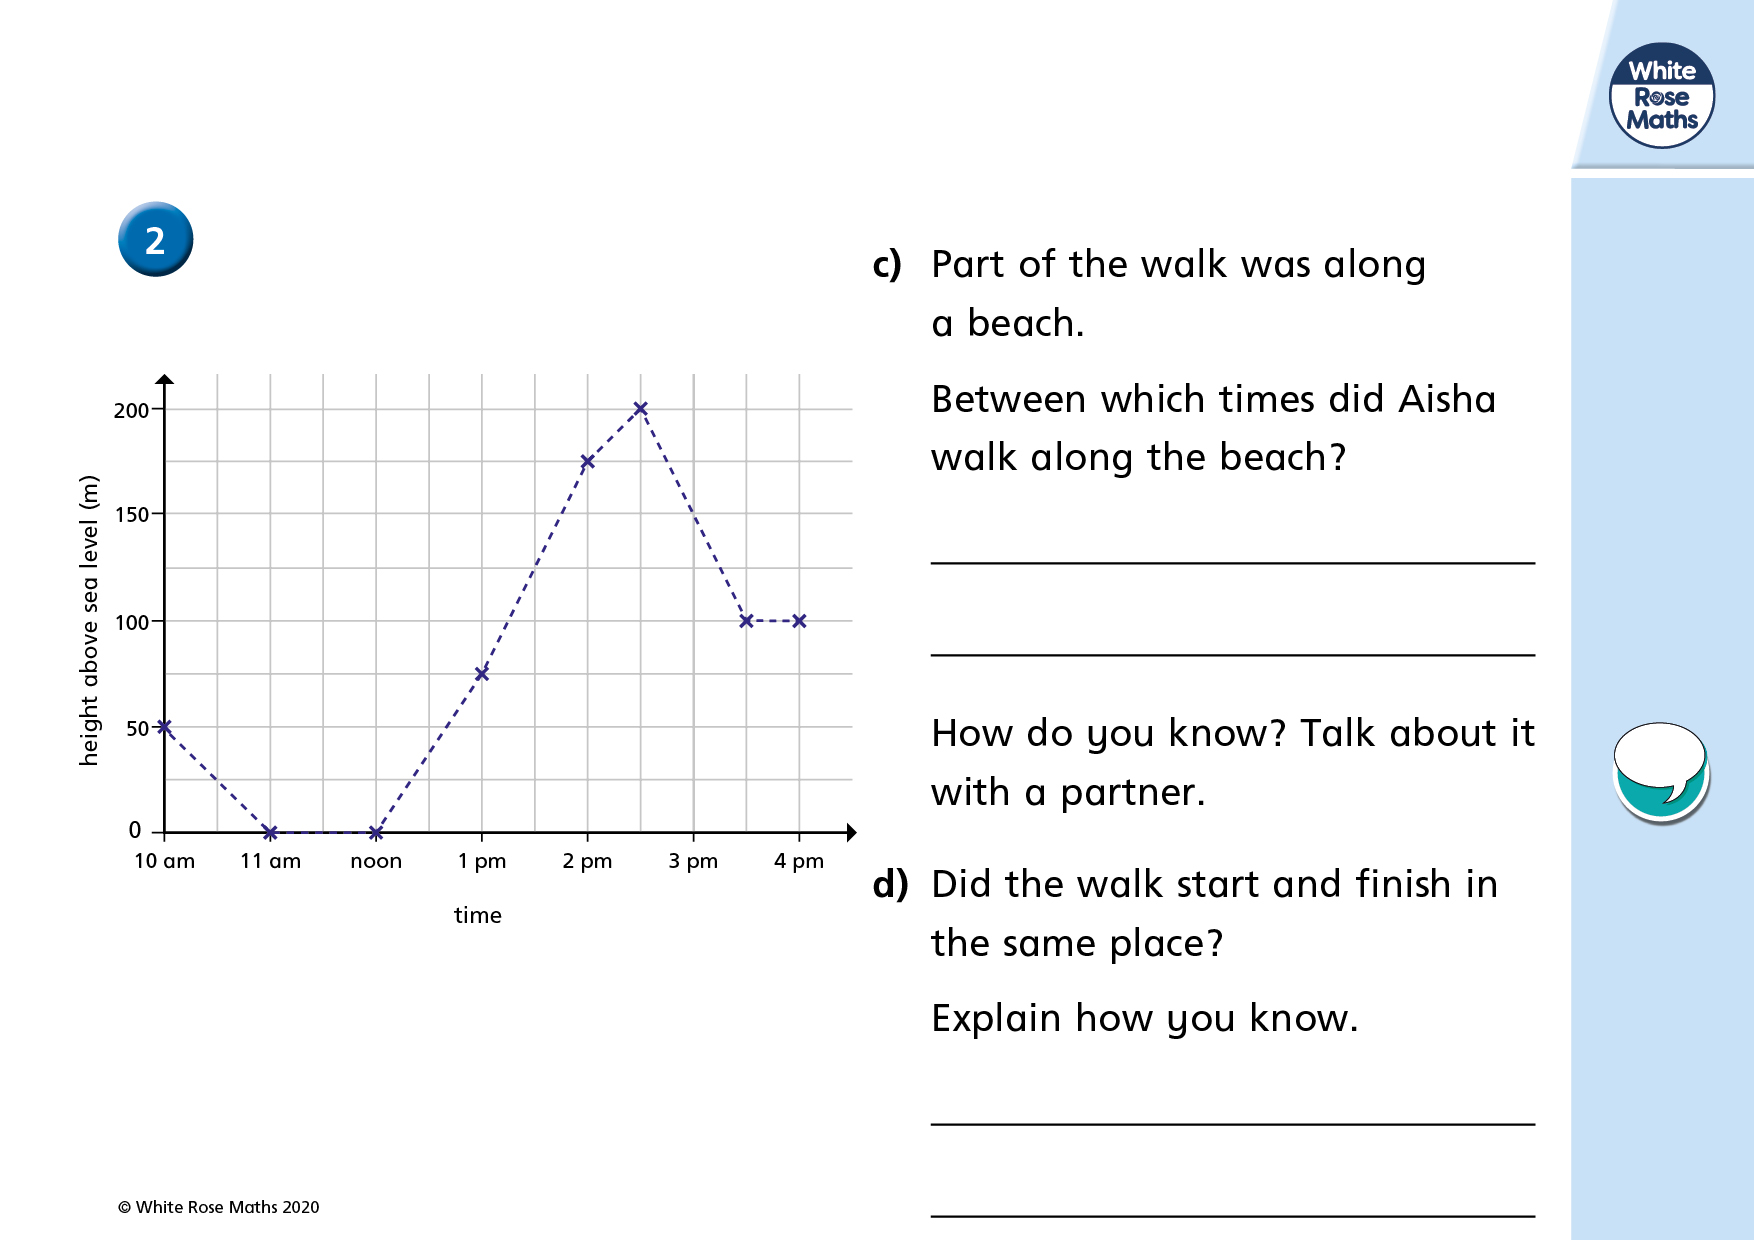 White
Rose
Maths
2
height above sea level (m)
200
150
100
50
0
10 am 11 am noon 1 pm 2 pm 3 pm 4 pm
time
c) Part of the walk was along
a beach.
Between which times did Aisha
walk along the beach?
How do you know? Talk about it
with a partner.
d) Did the walk start and finish in
the same place?
Explain how you know.
© White Rose Maths 2020